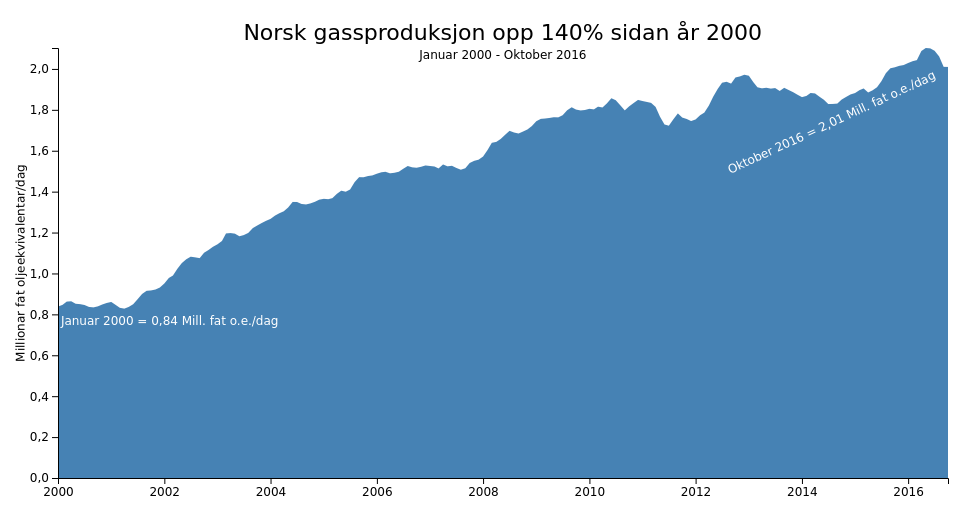 Norsk gassproduksjon opp 140% sidan år 2000
Januar 2000 - Oktober 2016
Millionar fat oljeekvivalentar/dag
2,0
1,8
1,6
1,4
1,2
1,0
0,8
0,6
0,4
0,2
0,0
Oktober 2016 = 2,01 Mill. fat o.e./dag
Januar 2000 = 0,84 Mill. fat o.e./dag
2000 2002 2004 2006 2008 2010 2012 2014 2016